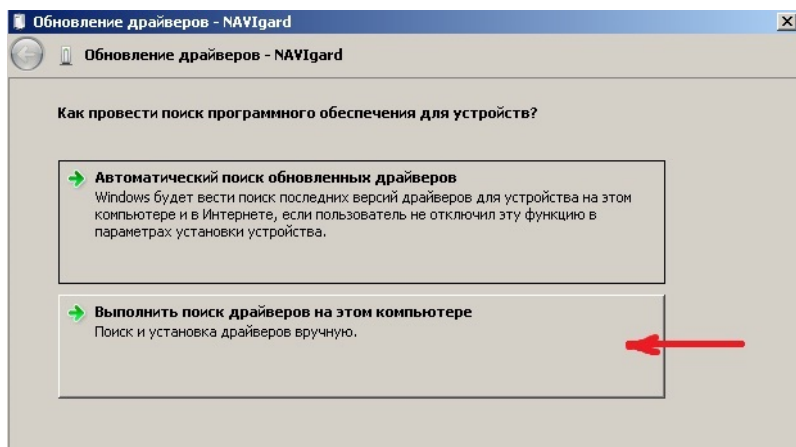 Обновление драйверов - NAVIgard
Обновление драйверов - NAVIgard
Как провести поиск программного обеспечения для устройств?
Автоматический поиск обновленных драйверов
Windows будет вести поиск последних версий драйверов для устройства на этом
компьютере и в Интернете, если пользователь не отключил эту функцию в
параметрах установки устройства.
Выполнить поиск драйверов на этом компьютере
Поиск и установка драйверов вручную.